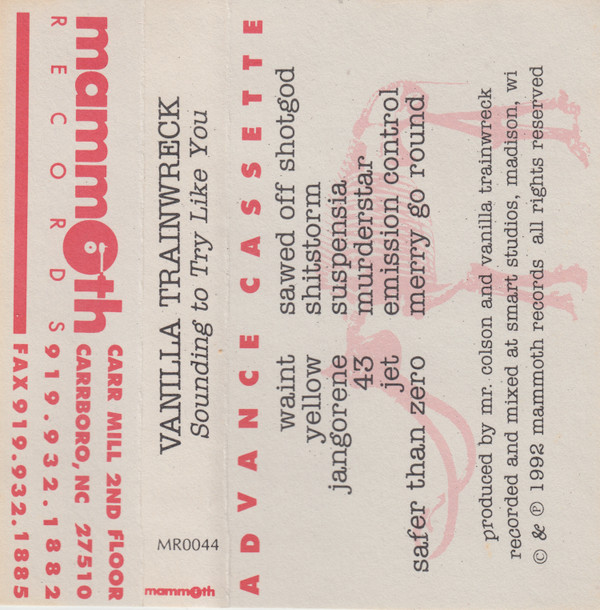 mammoth
RECORDS
CARR MILL 2ND FLOOR
CARRBORO, NC 27510
919.932.1882
FAX 919.932.1885
VANILLA TRAINWRECK
Sounding to Try Like You
MR0044
mammoth
ADVANCE CASSETTE
waint
yellow
jangorene
43
jet
safer than zero
sawed off shotgod
shitstorm
suspensia
murderstar
emission control
merry go round
produced by mr. colson and vanilla trainwreck
recorded and mixed at smart studios, madison, wi
© & ℗ 1992 mammoth records all rights reserved